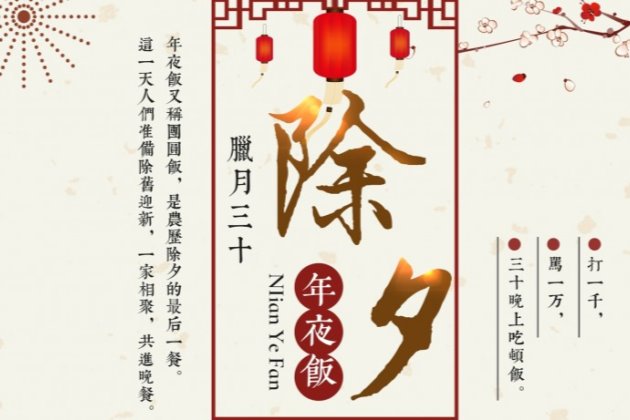 除夕
臘月三十
年夜飯
NIian Ye Fan
打一千，
罵一万，
三十晚上吃頓飯。
年夜飯又稱團圓飯，是農歷除夕的最后一餐。
這一天人們准備除舊迎新，一家相聚，共進晚餐。